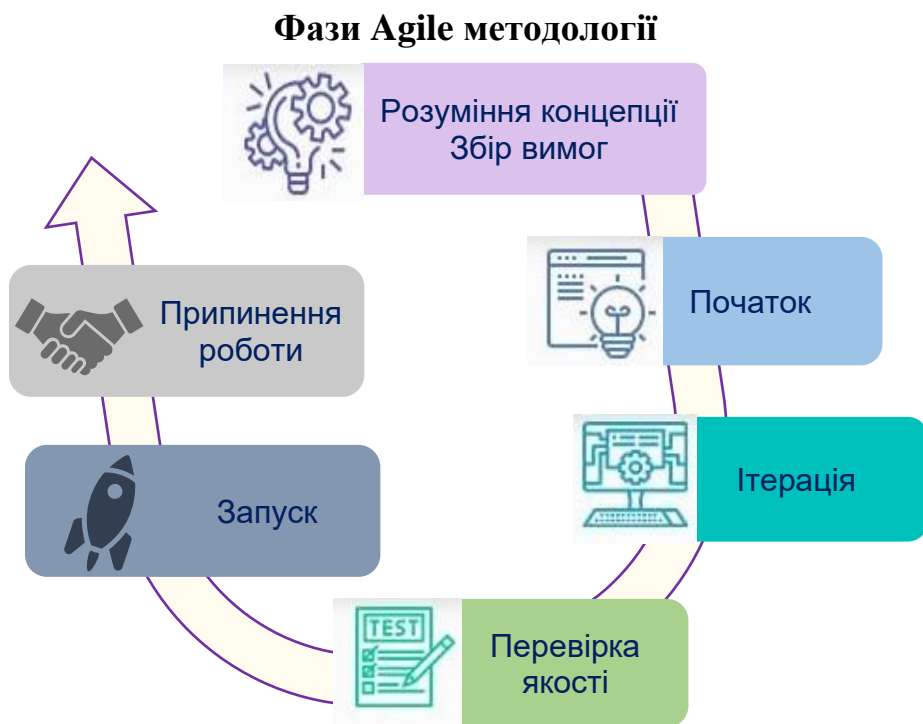 Фази Agile методології
Розуміння концепції
Збір вимог
Початок
Ітерація
TEST
Перевірка
якості
Запуск
Припинення
роботи